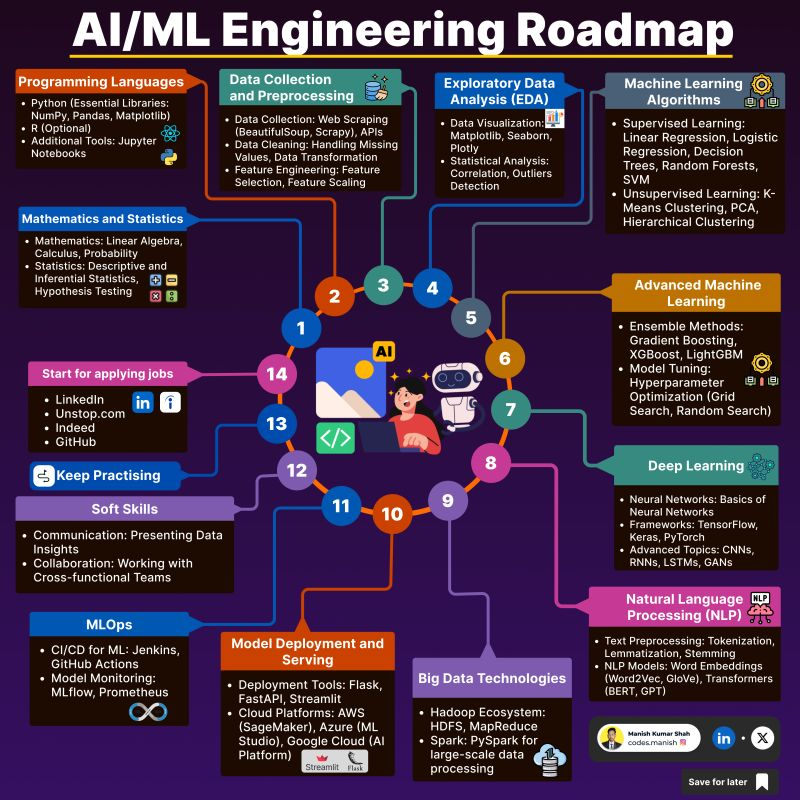 AI/ML Engineering Roadmap
Programming Languages
• Python (Essential Libraries:
NumPy, Pandas, Matplotlib)
• R (Optional)
• Additional Tools: Jupyter
Notebooks
Data Collection
and Preprocessing
• Data Collection: Web Scraping
(BeautifulSoup, Scrapy), APIs
• Data Cleaning: Handling Missing
Values, Data Transformation
• Feature Engineering: Feature
Selection, Feature Scaling
Exploratory Data
Analysis (EDA)
• Data Visualization:
Matplotlib, Seaborn,
Plotly
• Statistical Analysis:
Correlation, Outliers
Detection
Machine Learning
Algorithms
• Supervised Learning:
Linear Regression, Logistic
Regression, Decision
Trees, Random Forests,
SVM
• Unsupervised Learning: K-
Means Clustering, PCA,
Hierarchical Clustering
Mathematics and Statistics
• Mathematics: Linear Algebra,
Calculus, Probability
• Statistics: Descriptive and
Inferential Statistics,
Hypothesis Testing
Advanced Machine
Learning
• Ensemble Methods:
Gradient Boosting,
XGBoost, LightGBM
• Model Tuning:
Hyperparameter
Optimization (Grid
Search, Random Search)
1
2
3
4
5
6
7
8
9
10
11
12
13
14
AI
</>
Start for applying jobs
• LinkedIn
• Unstop.com
• Indeed
• GitHub
in
Keep Practising
Deep Learning
• Neural Networks: Basics of
Neural Networks
• Frameworks: TensorFlow,
Keras, PyTorch
• Advanced Topics: CNNs,
RNNs, LSTMs, GANs
Soft Skills
• Communication: Presenting Data
Insights
• Collaboration: Working with
Cross-functional Teams
Natural Language
Processing (NLP)
NLP
• Text Preprocessing: Tokenization,
Lemmatization, Stemming
• NLP Models: Word Embeddings
(Word2Vec, GloVe), Transformers
(BERT, GPT)
MLOps
• CI/CD for ML: Jenkins,
GitHub Actions
• Model Monitoring:
MLflow, Prometheus
Model Deployment and
Serving
• Deployment Tools: Flask,
FastAPI, Streamlit
• Cloud Platforms: AWS
(SageMaker), Azure (ML
Studio), Google Cloud (AI
Platform)
Streamlit
Flask
Big Data Technologies
• Hadoop Ecosystem:
HDFS, MapReduce
• Spark: PySpark for
large-scale data
processing
Manish Kumar Shah
codes.manish
in
X
Save for later